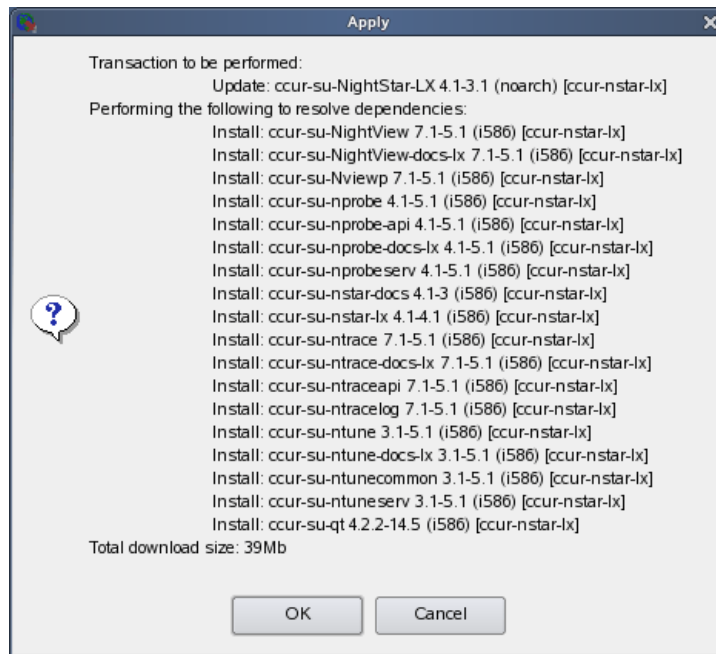 Apply
Transaction to be performed:
Update: ccur-su-NightStar-LX 4.1-3.1 (noarch) [ccur-nstar-lx]
Performing the following to resolve dependencies:
Install: ccur-su-NightView 7.1-5.1 (i586) [ccur-nstar-lx]
Install: ccur-su-NightView-docs-lx 7.1-5.1 (i586) [ccur-nstar-lx]
Install: ccur-su-Nviewp 7.1-5.1 (i586) [ccur-nstar-lx]
Install: ccur-su-nprobe 4.1-5.1 (i586) [ccur-nstar-lx]
Install: ccur-su-nprobe-api 4.1-5.1 (i586) [ccur-nstar-lx]
Install: ccur-su-nprobe-docs-lx 4.1-5.1 (i586) [ccur-nstar-lx]
Install: ccur-su-nprobeserv 4.1-5.1 (i586) [ccur-nstar-lx]
Install: ccur-su-nstar-docs 4.1-3 (i586) [ccur-nstar-lx]
Install: ccur-su-nstar-lx 4.1-4.1 (i586) [ccur-nstar-lx]
Install: ccur-su-ntrace 7.1-5.1 (i586) [ccur-nstar-lx]
Install: ccur-su-ntrace-docs-lx 7.1-5.1 (i586) [ccur-nstar-lx]
Install: ccur-su-ntraceapi 7.1-5.1 (i586) [ccur-nstar-lx]
Install: ccur-su-ntracelog 7.1-5.1 (i586) [ccur-nstar-lx]
Install: ccur-su-ntune 3.1-5.1 (i586) [ccur-nstar-lx]
Install: ccur-su-ntune-docs-lx 3.1-5.1 (i586) [ccur-nstar-lx]
Install: ccur-su-ntunecommon 3.1-5.1 (i586) [ccur-nstar-lx]
Install: ccur-su-ntuneserv 3.1-5.1 (i586) [ccur-nstar-lx]
Install: ccur-su-qt 4.2.2-14.5 (i586) [ccur-nstar-lx]
Total download size: 39Mb
OK
Cancel